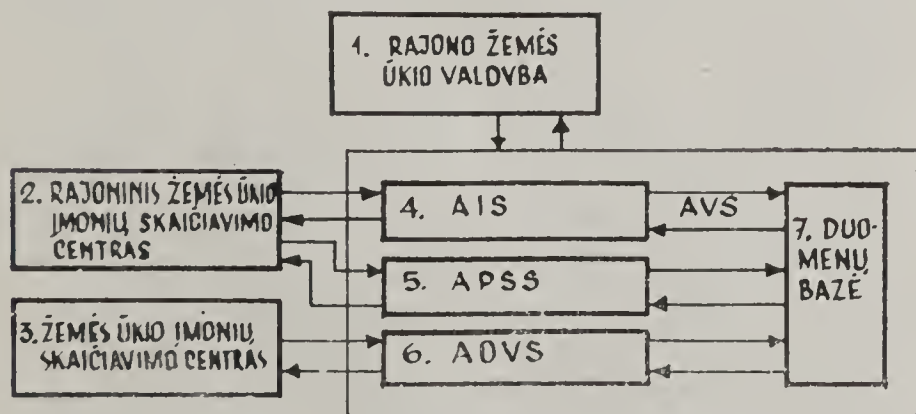 1. RAJONO ŽEMĖS
ŪKIO VALDYBA
2. RAJONINIS ŽEMĖS ŪKIO
ĮMONIŲ SKAIČIAVIMO
CENTRAS
3. ŽEMĖS ŪKIO ĮMONIŲ
SKAIČIAVIMO CENTRAS
4. AIS
AVS
5. APSS
6. ADVS
7. DUO-
MENŲ
BAZĖ